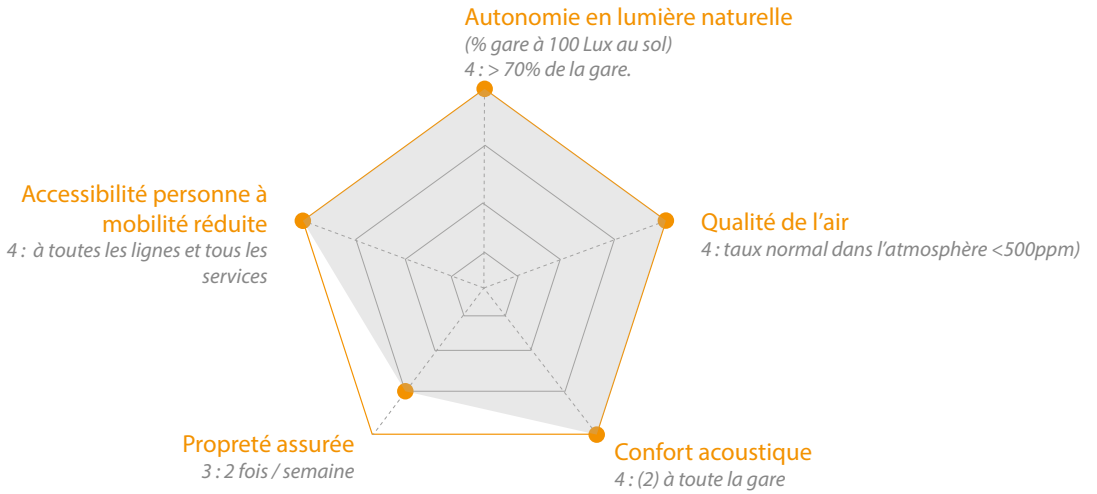 Autonomie en lumière naturelle
(% gare à 100 Lux au sol)
4 : > 70% de la gare.
Accessibilité personne à
mobilité réduite
4 : à toutes les lignes et tous les
services
Qualité de l'air
4 : taux normal dans l'atmosphère <500ppm)
Propreté assurée
3 : 2 fois / semaine
Confort acoustique
4 : (2) à toute la gare